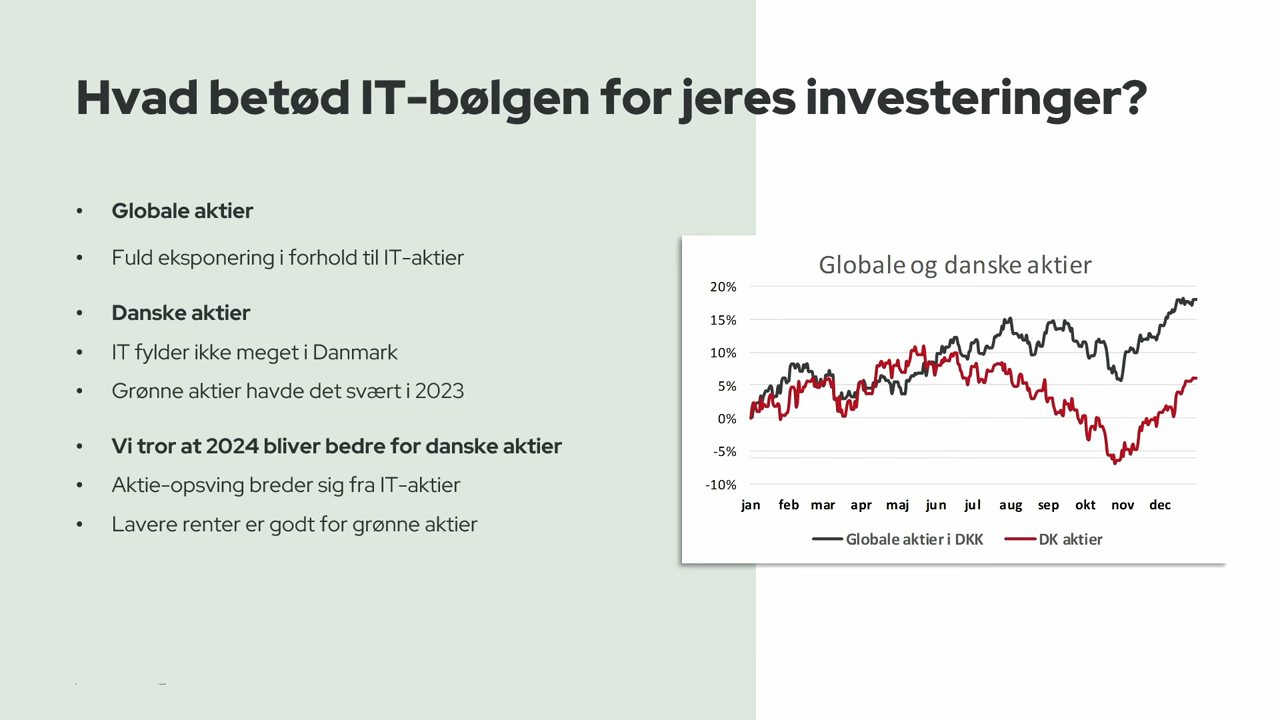 Hvad betød IT-bølgen for jeres investeringer?
• Globale aktier
• Fuld eksponering i forhold til IT-aktier
• Danske aktier
• IT fylder ikke meget i Danmark
• Grønne aktier havde det svært i 2023
• Vi tror at 2024 bliver bedre for danske aktier
• Aktie-opsving breder sig fra IT-aktier
• Lavere renter er godt for grønne aktier
Globale og danske aktier
20%
15%
10%
5%
0%
-5%
-10%
jan feb mar apr maj jun jul aug sep okt nov dec
Globale aktier i DKK DK aktier